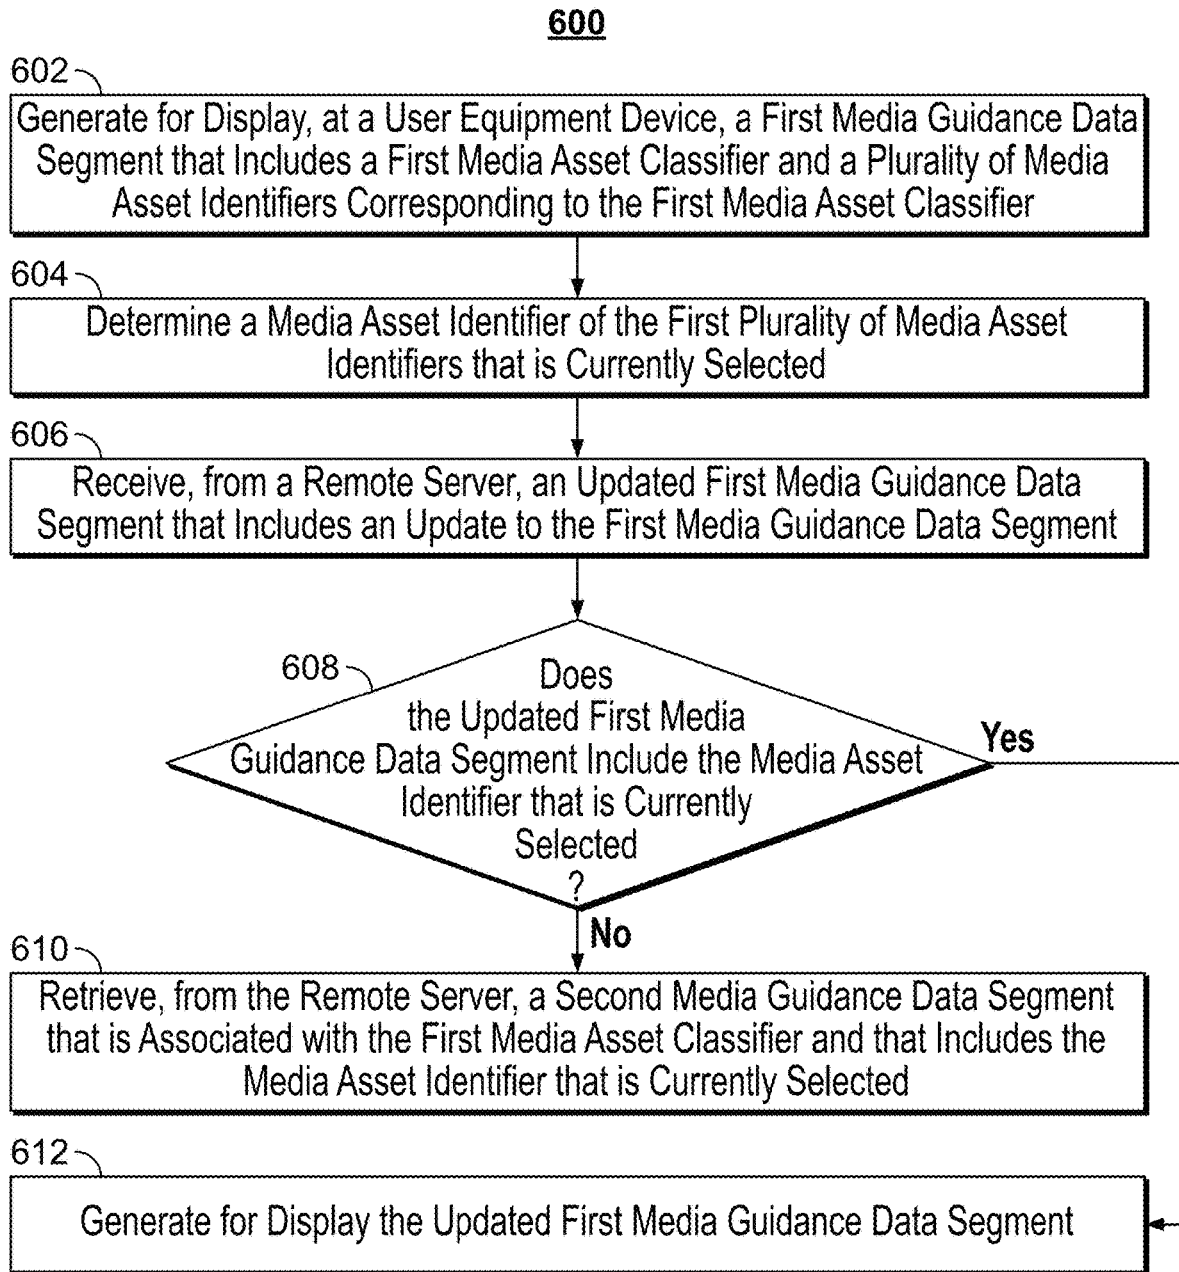 600
602
Generate for Display, at a User Equipment Device, a First Media Guidance Data
Segment that Includes a First Media Asset Classifier and a Plurality of Media
Asset Identifiers Corresponding to the First Media Asset Classifier
604
Determine a Media Asset Identifier of the First Plurality of Media Asset
Identifiers that is Currently Selected
606
Receive, from a Remote Server, an Updated First Media Guidance Data
Segment that Includes an Update to the First Media Guidance Data Segment
608
Does
the Updated First Media
Guidance Data Segment Include the Media Asset
Identifier that is Currently
Selected
?
Yes
No
610
Retrieve, from the Remote Server, a Second Media Guidance Data Segment
that is Associated with the First Media Asset Classifier and that Includes the
Media Asset Identifier that is Currently Selected
612
Generate for Display the Updated First Media Guidance Data Segment